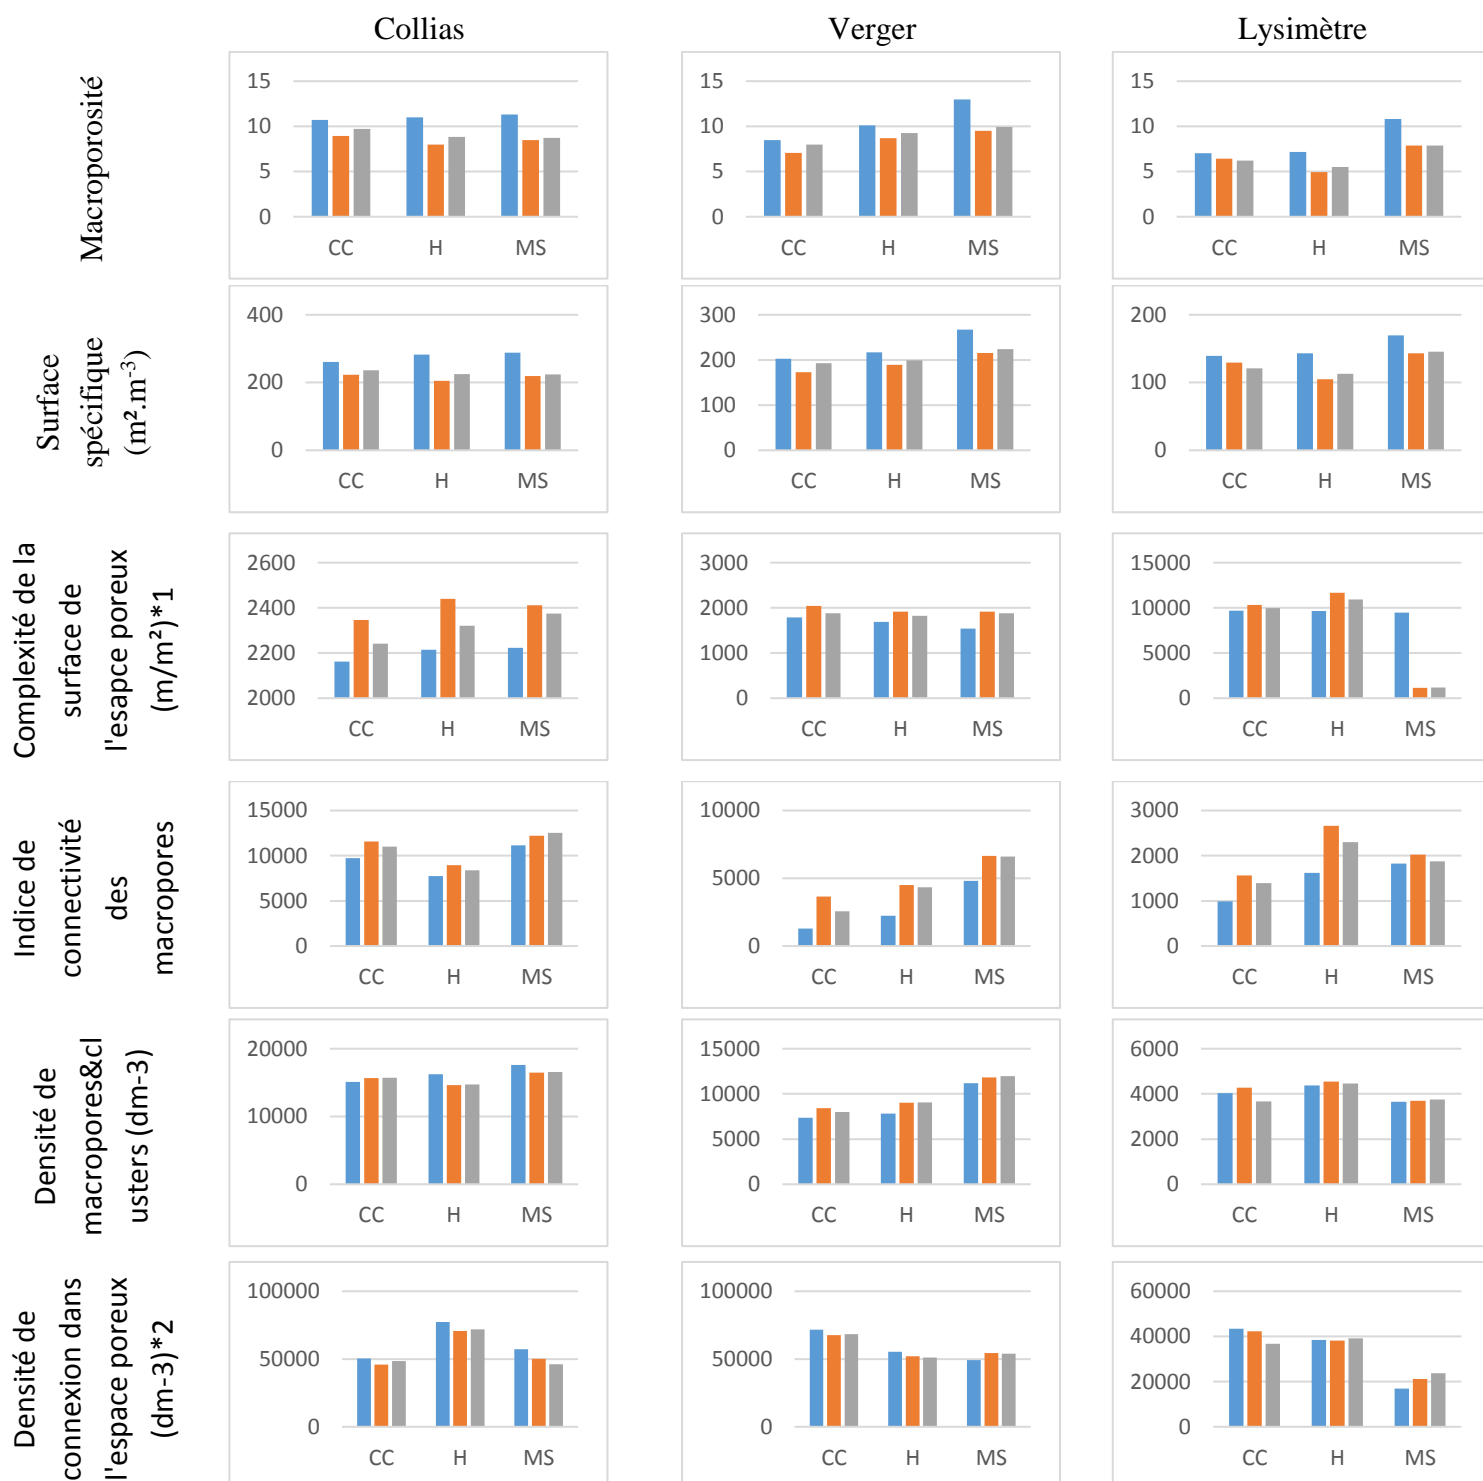 Collias
Verger
Lysimètre
Macroporosité
15
10
5
0
CC H MS
15
10
5
0
CC H MS
15
10
5
0
CC H MS
Surface
spécifique
(m².m⁻³)
400
200
0
CC H MS
300
200
100
0
CC H MS
200
100
0
CC H MS
Complexité de la
surface de
l'esapce poreux
(m/m²)*1
2600
2400
2200
2000
CC H MS
3000
2000
1000
0
CC H MS
15000
10000
5000
0
CC H MS
Indice de
connectivité
des
macropores
15000
10000
5000
0
CC H MS
10000
5000
0
CC H MS
3000
2000
1000
0
CC H MS
Densité de
macropores&cl
usters (dm-3)
20000
10000
0
CC H MS
15000
10000
5000
0
CC H MS
6000
4000
2000
0
CC H MS
Densité de
connexion dans
l'espace poreux
(dm-3)*2
100000
50000
0
CC H MS
100000
50000
0
CC H MS
60000
40000
20000
0
CC H MS